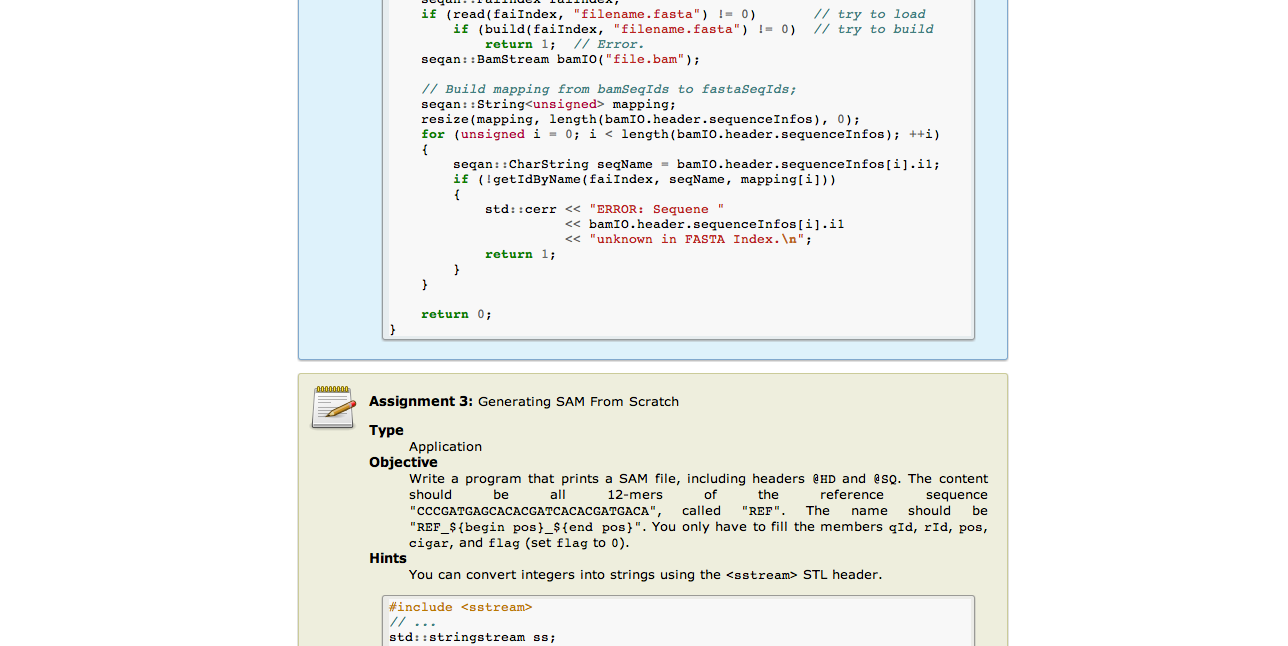 seqan::FaiIndex faiIndex;
if (read(faiIndex, "filename.fasta") != 0)       // try to load
    if (build(faiIndex, "filename.fasta") != 0)  // try to build
        return 1;  // Error.
seqan::BamStream bamIO("file.bam");
// Build mapping from bamSeqIds to fastaSeqIds;
seqan::String<unsigned> mapping;
resize(mapping, length(bamIO.header.sequenceInfos), 0);
for (unsigned i = 0; i < length(bamIO.header.sequenceInfos); ++i)
{
    seqan::CharString seqName = bamIO.header.sequenceInfos[i].i1;
    if (!getIdByName(faiIndex, seqName, mapping[i]))
    {
        std::cerr << "ERROR: Sequene "
                  << bamIO.header.sequenceInfos[i].i1
                  << "unknown in FASTA Index.\n";
        return 1;
    }
}
return 0;
}
Assignment 3: Generating SAM From Scratch
Type
Application
Objective
Write a program that prints a SAM file, including headers @HD and @SQ. The content
should be all 12-mers of the reference sequence
"CCCGATGAGCACACGATCACACGATGACA", called "REF". The name should be
"REF_${begin pos}_${end pos}". You only have to fill the members qId, rId, pos,
cigar, and flag (set flag to 0).
Hints
You can convert integers into strings using the <sstream> STL header.
#include <sstream>
// ...
std::stringstream ss;